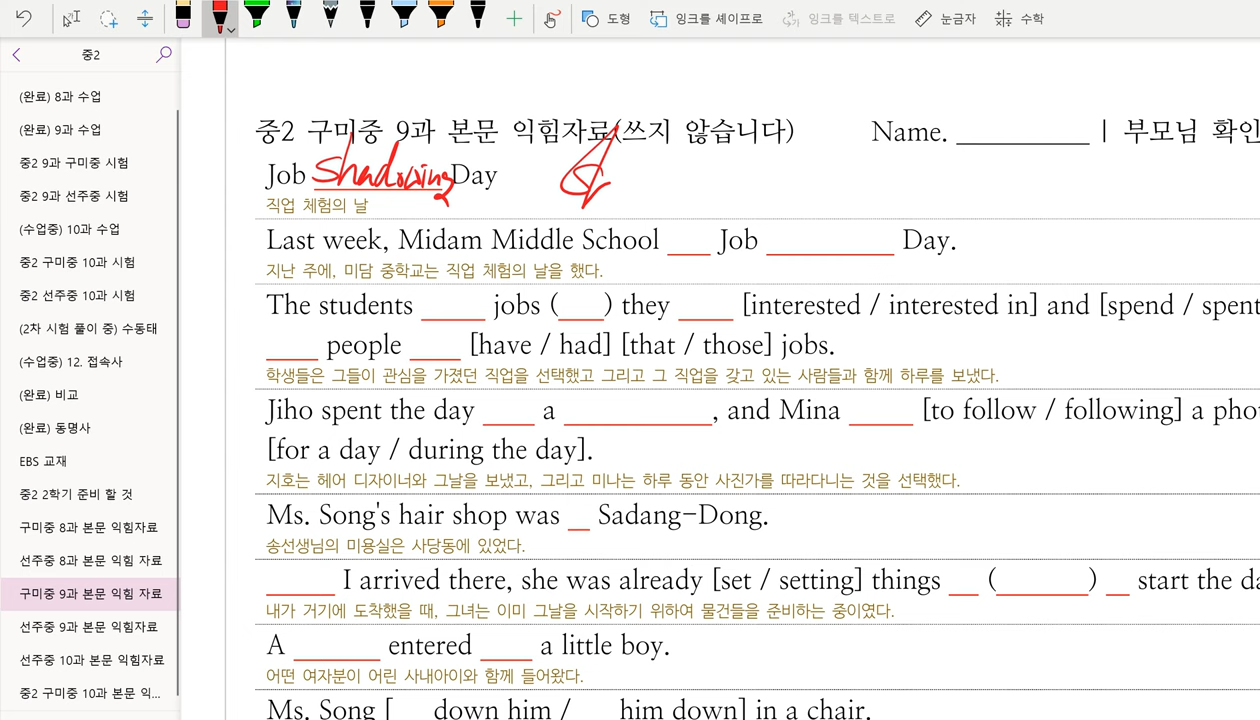 도형 잉크를 셰이프로 잉크를 텍스트로 눈금자 수학
중2
(완료) 8과 수업
(완료) 9과 수업
중2 9과 구미중 시험
중2 9과 선주중 시험
(수업중) 10과 수업
중2 구미중 10과 시험
중2 선주중 10과 시험
(2차 시험 풀이 중) 수동태
(수업중) 12. 접속사
(완료) 비교
(완료) 동명사
EBS 교재
중2 2학기 준비 할 것
구미중 8과 본문 익힘자료
선주중 8과 본문 익힘 자료
구미중 9과 본문 익힘 자료
선주중 9과 본문 익힘자료
선주중 10과 본문 익힘자료
중2 구미중 10과 본문 익...
중2 구미중 9과 본문 익힘자료(쓰지 않습니다) Name. __________ | 부모님 확인
Job shadowing Day
직업 체험의 날
Last week, Midam Middle School ____ Job __________ Day.
지난 주에, 미담 중학교는 직업 체험의 날을 했다.
The students _____ jobs (____) they _____ [interested / interested in] and [spend / spent
____ people ____ [have / had] [that / those] jobs.
학생들은 그들이 관심을 가졌던 직업을 선택했고 그리고 그 직업을 갖고 있는 사람들과 함께 하루를 보냈다.
Jiho spent the day ____ a ____________, and Mina _____ [to follow / following] a pho
[for a day / during the day].
지호는 헤어 디자이너와 그날을 보냈고, 그리고 미나는 하루 동안 사진가를 따라다니는 것을 선택했다.
Ms. Song's hair shop was __ Sadang-Dong.
송선생님의 미용실은 사당동에 있었다.
______ I arrived there, she was already [set / setting] things __ (________) __ start the da
내가 거기에 도착했을 때, 그녀는 이미 그날을 시작하기 위하여 물건들을 준비하는 중이였다.
A _______ entered ____ a little boy.
어떤 여자분이 어린 사내아이와 함께 들어왔다.
Ms. Song [ ___ down him / ___ him down] in a chair.